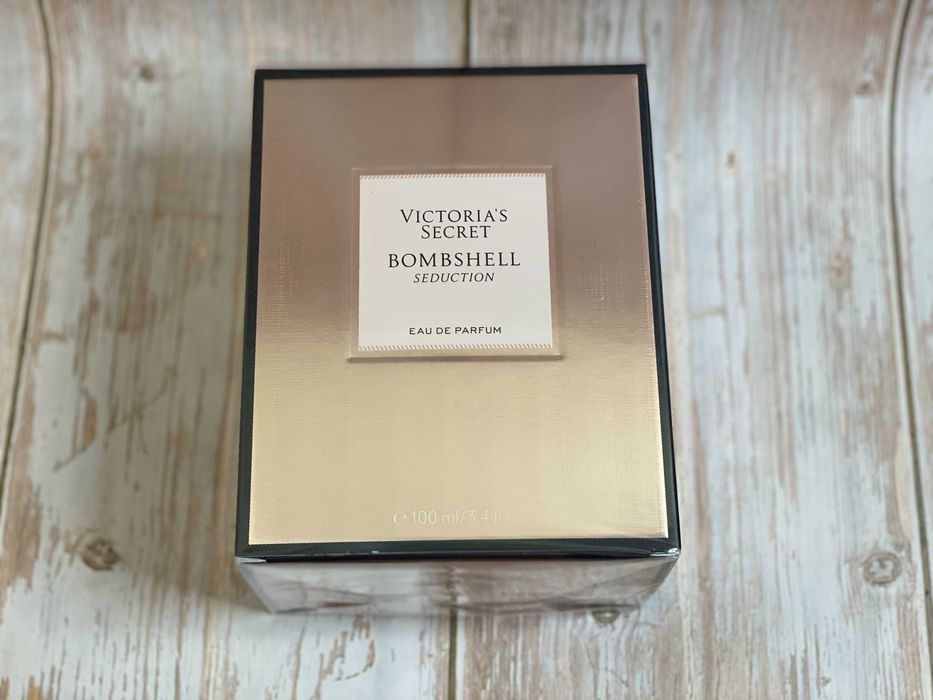 VICTORIA'S
SECRET
BOMBSHELL
SEDUCTION
EAU DE PARFUM
℮ 100 ml/3.4 fl oz